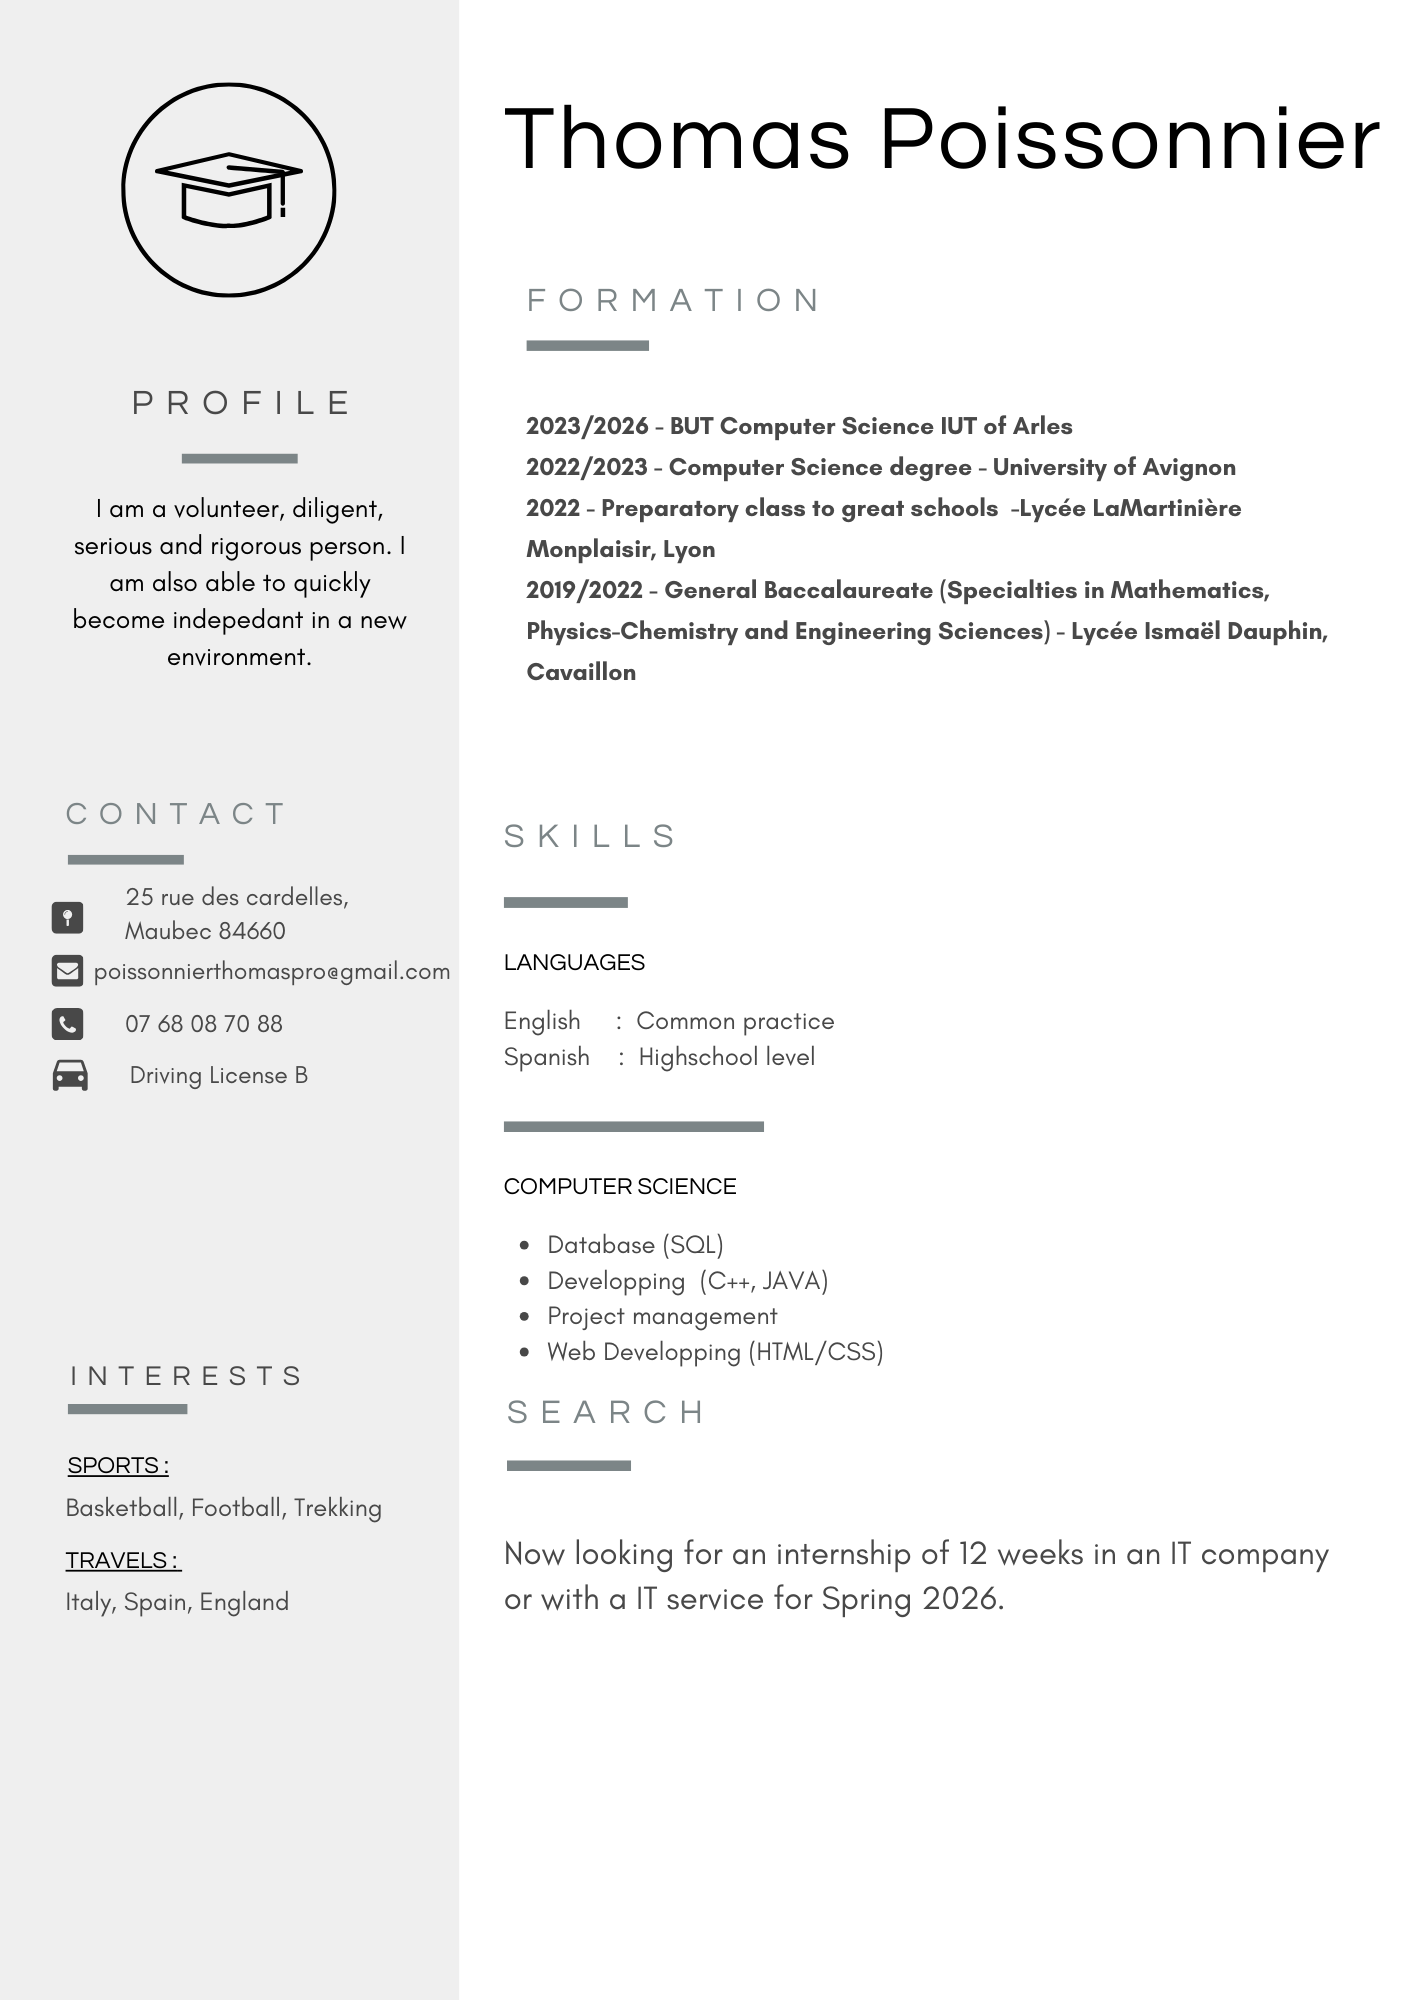 Thomas Poissonnier
PROFILE
I am a volunteer, diligent,
serious and rigorous person. I
am also able to quickly
become indepedant in a new
environment.
CONTACT
25 rue des cardelles,
Maubec 84660
poissonnierthomaspro@gmail.com
07 68 08 70 88
Driving License B
INTERESTS
SPORTS :
Basketball, Football, Trekking
TRAVELS :
Italy, Spain, England
FORMATION
2023/2026 - BUT Computer Science IUT of Arles
2022/2023 - Computer Science degree - University of Avignon
2022 - Preparatory class to great schools -Lycée LaMartinière
Monplaisir, Lyon
2019/2022 - General Baccalaureate (Specialties in Mathematics,
Physics-Chemistry and Engineering Sciences) - Lycée Ismaël Dauphin,
Cavaillon
SKILLS
LANGUAGES
English : Common practice
Spanish : Highschool level
COMPUTER SCIENCE
• Database (SQL)
• Developping (C++, JAVA)
• Project management
• Web Developping (HTML/CSS)
SEARCH
Now looking for an internship of 12 weeks in an IT company
or with a IT service for Spring 2026.